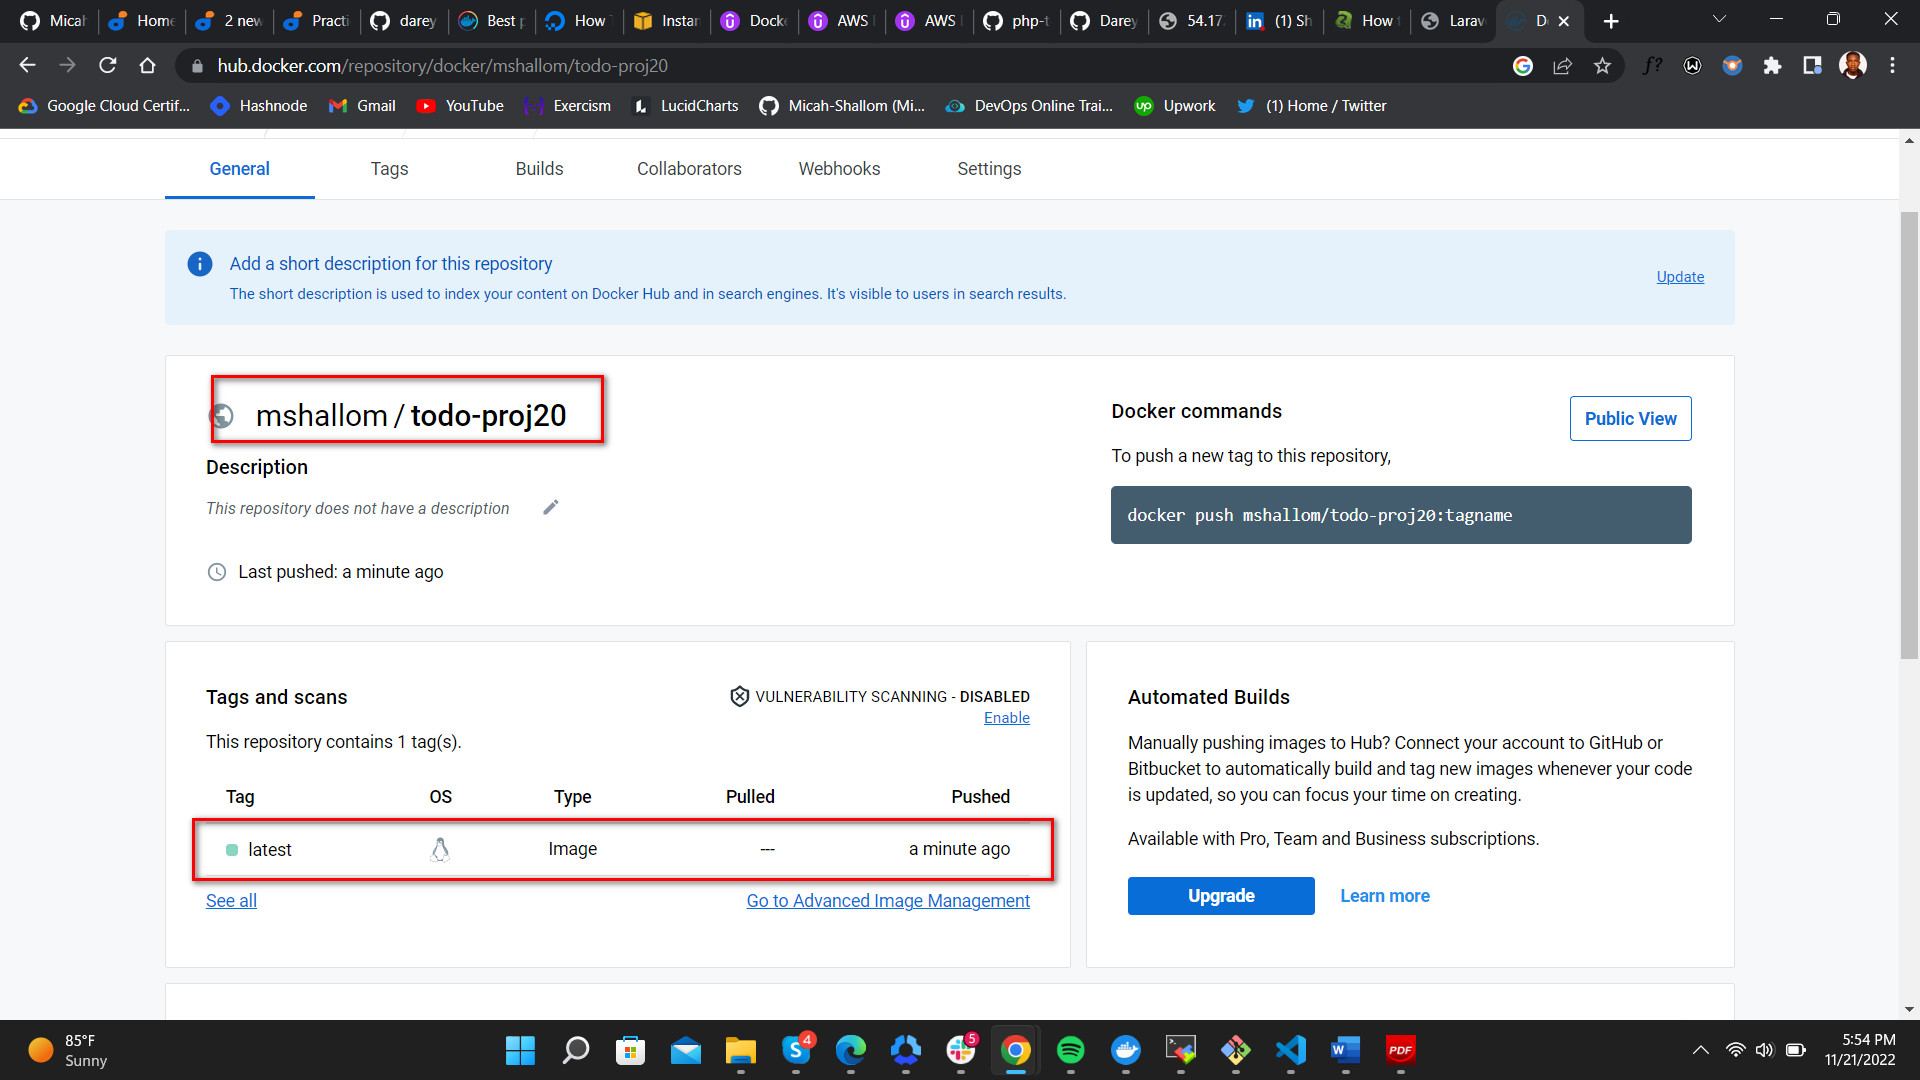 Micah
Home
2 new
Practi
darey
Best p
How
Instan
Docke
AWS
AWS
php-t
Darey
54.172
(1) Sh
How
Larav
D
hub.docker.com/repository/docker/mshallom/todo-proj20
Google Cloud Certif...
Hashnode
Gmail
YouTube
Exercism
LucidCharts
Micah-Shallom (Mi...
DevOps Online Trai...
Upwork
(1) Home / Twitter
General
Tags
Builds
Collaborators
Webhooks
Settings
Add a short description for this repository
The short description is used to index your content on Docker Hub and in search engines. It's visible to users in search results.
Update
mshallom / todo-proj20
Description
This repository does not have a description
Last pushed: a minute ago
Docker commands
Public View
To push a new tag to this repository,
docker push mshallom/todo-proj20:tagname
Tags and scans
VULNERABILITY SCANNING - DISABLED
Enable
This repository contains 1 tag(s).
Tag OS Type Pulled Pushed
latest Image --- a minute ago
See all
Go to Advanced Image Management
Automated Builds
Manually pushing images to Hub? Connect your account to GitHub or
Bitbucket to automatically build and tag new images whenever your code
is updated, so you can focus your time on creating.
Available with Pro, Team and Business subscriptions.
Upgrade
Learn more
85°F
Sunny
4
5
PDF
5:54 PM
11/21/2022